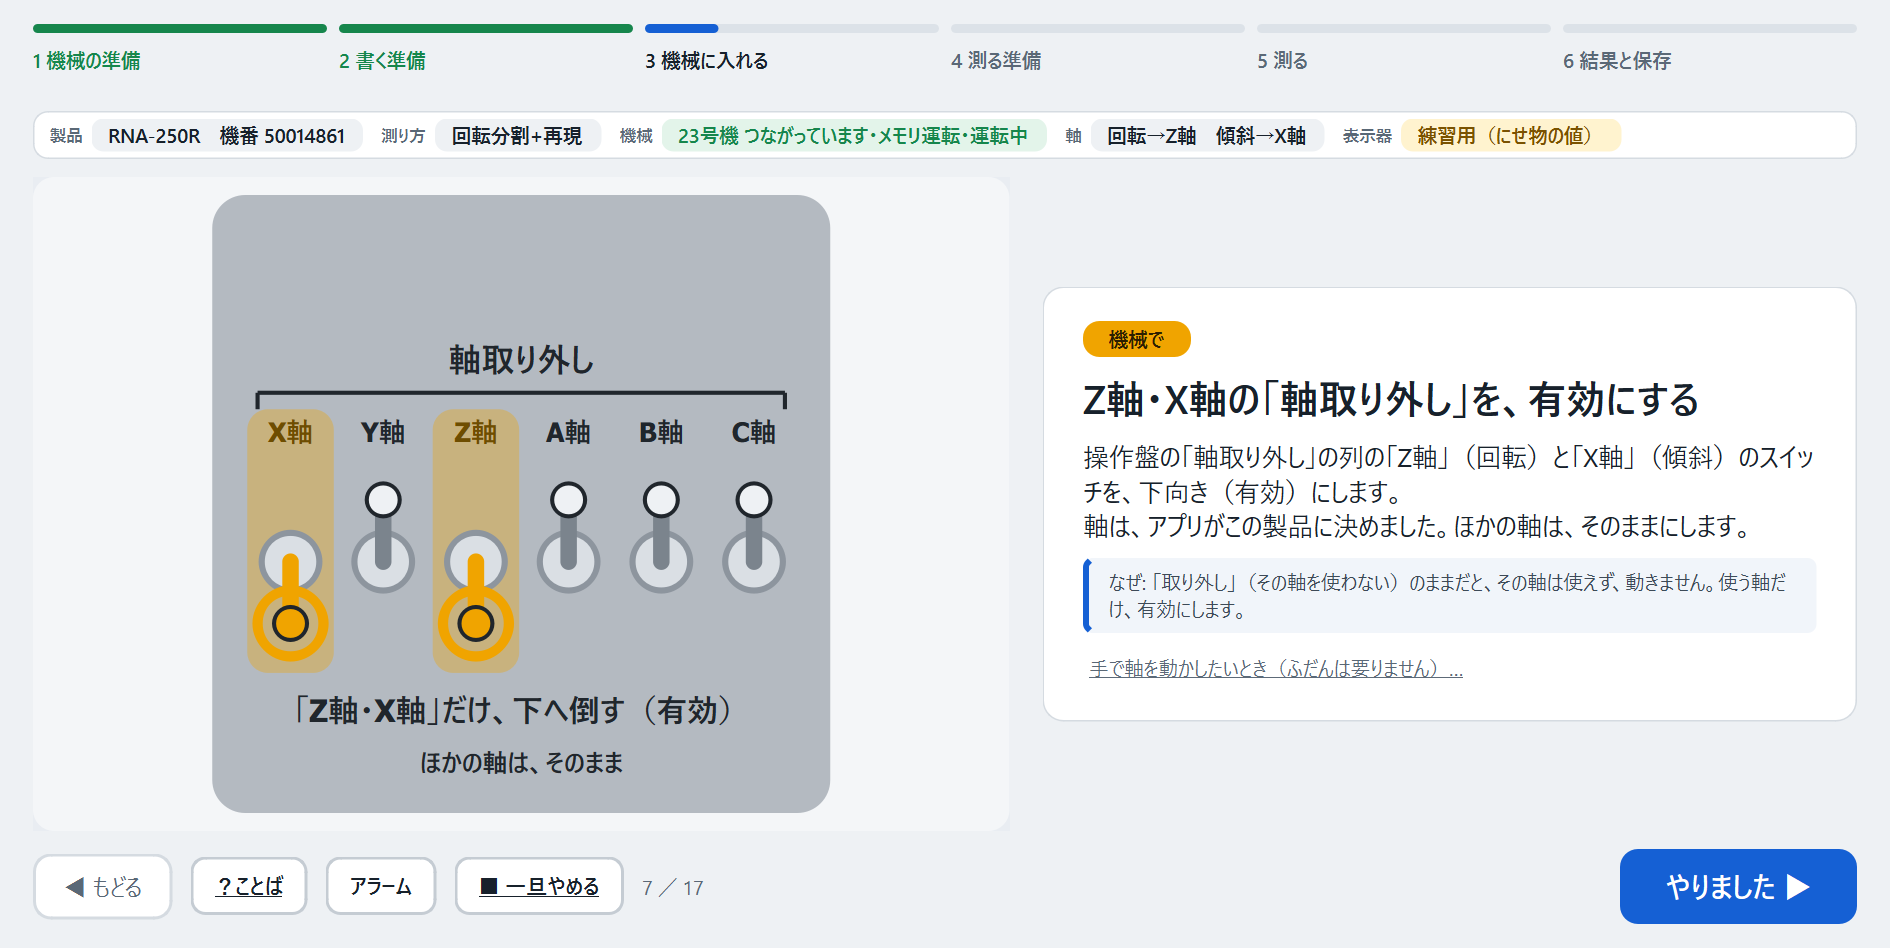 1 機械の準備
2 書く準備
3 機械に入れる
4 測る準備
5 測る
6 結果と保存
製品 RNA-250R 機番 50014861 測り方 回転分割+再現 機械 23号機 つながっています・メモリ運転・運転中 軸 回転→Z軸 傾斜→X軸 表示器 練習用（にせ物の値）
軸取り外し
X軸 Y軸 Z軸 A軸 B軸 C軸
「Z軸・X軸」だけ、下へ倒す（有効）
ほかの軸は、そのまま
機械で
Z軸・X軸の「軸取り外し」を、有効にする
操作盤の「軸取り外し」の列の「Z軸」（回転）と「X軸」（傾斜）のスイッ
チを、下向き（有効）にします。
軸は、アプリがこの製品に決めました。ほかの軸は、そのままにします。
なぜ: 「取り外し」（その軸を使わない）のままだと、その軸は使えず、動きません。使う軸だ
け、有効にします。
手で軸を動かしたいとき（ふだんは要りません）…
◀ もどる
？ことば
アラーム
■ 一旦やめる
7 ／ 17
やりました ▶